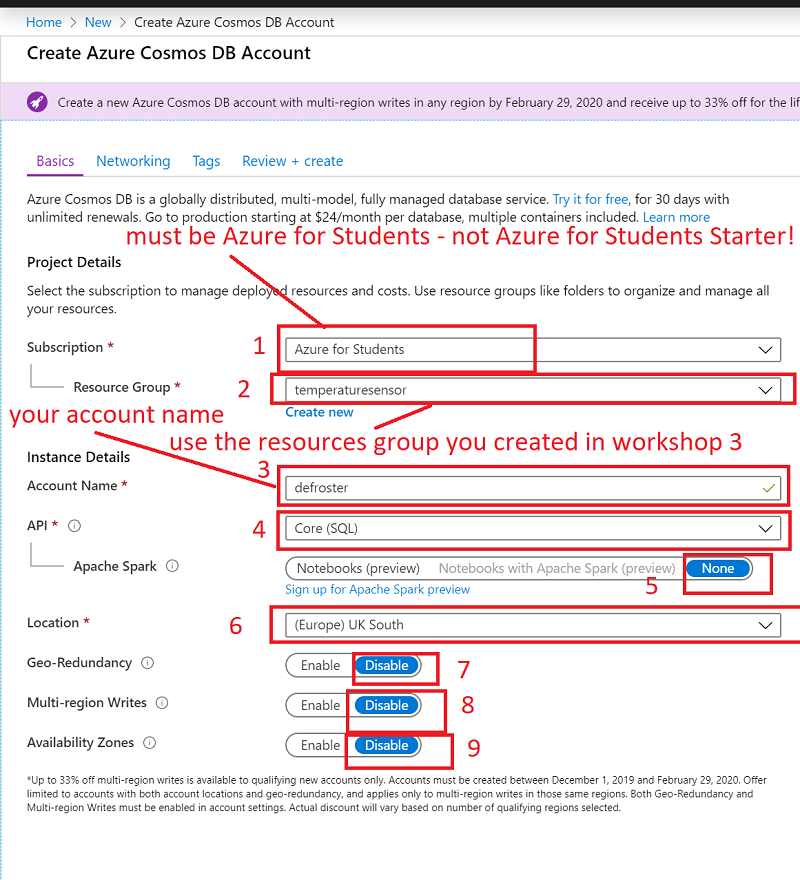 Home > New > Create Azure Cosmos DB Account
Create Azure Cosmos DB Account
Create a new Azure Cosmos DB account with multi-region writes in any region by February 29, 2020 and receive up to 33% off for the
Basics Networking Tags Review + create
Azure Cosmos DB is a globally distributed, multi-model, fully managed database service. Try it for free, for 30 days with
unlimited renewals. Go to production starting at $24/month per database, multiple containers included. Learn more
must be Azure for Students - not Azure for Students Starter!
Project Details
Select the subscription to manage deployed resources and costs. Use resource groups like folders to organize and manage all
your resources.
Subscription * 1 Azure for Students
Resource Group * 2 temperaturesensor
Create new
your account name
use the resources group you created in workshop 3
Instance Details
3
Account Name * defroster
API * 4 Core (SQL)
Apache Spark Notebooks (preview) Notebooks with Apache Spark (preview) None
Sign up for Apache Spark preview 5
Location * 6 (Europe) UK South
Geo-Redundancy Enable Disable 7
Multi-region Writes Enable Disable 8
Availability Zones Enable Disable 9
*Up to 33% off multi-region writes is available to qualifying new accounts only. Accounts must be created between December 1, 2019 and February 29, 2020. Offer
limited to accounts with both account locations and geo-redundancy, and applies only to multi-region writes in those same regions. Both Geo-Redundancy and
Multi-region Writes must be enabled in account settings. Actual discount will vary based on number of qualifying regions selected.